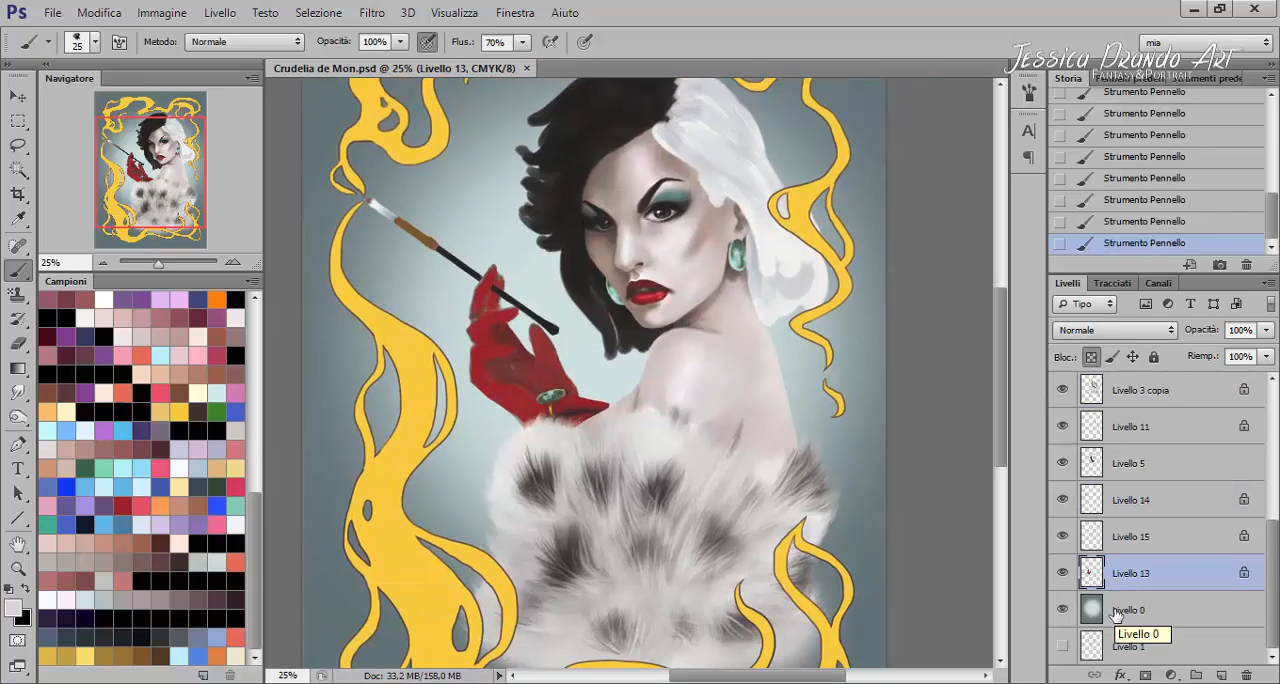 Ps File Modifica Immagine Livello Testo Selezione Filtro 3D Visualizza Finestra Aiuto
25 Metodo: Normale Opacità: 100% Flus.: 70% mia
Jessica Prando Art
Fantasy&Portrait
Navigatore
Crudelia de Mon.psd @ 25% (Livello 13, CMYK/8)
Storia
Strumento Pennello
Strumento Pennello
Strumento Pennello
Strumento Pennello
Strumento Pennello
Strumento Pennello
Strumento Pennello
Strumento Pennello
25%
Campioni
Livelli Tracciati Canali
Tipo
Normale Opacità: 100%
Bloc.: Riemp.: 100%
Livello 3 copia
Livello 11
Livello 5
Livello 14
Livello 15
Livello 13
Livello 0
Livello 0
Livello 1
25% Doc: 33,2 MB/158,0 MB